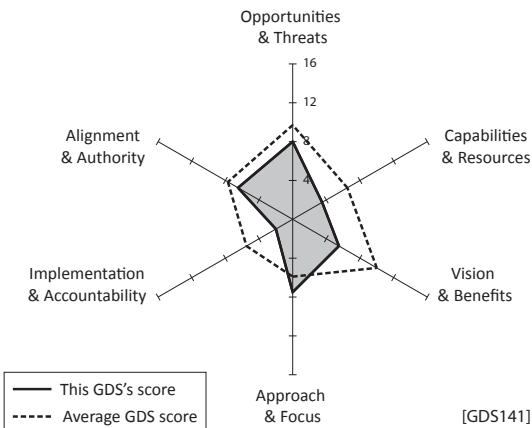 Opportunities
& Threats
16
12
8
4
Alignment
& Authority
Capabilities
& Resources
Implementation
& Accountability
Vision
& Benefits
Approach
& Focus
This GDS's score
Average GDS score
[GDS141]